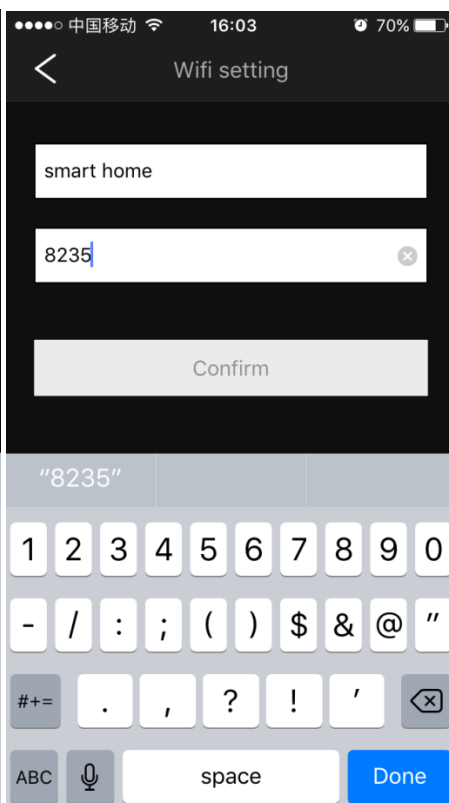 中国移动 16:03 70%
Wifi setting
smart home
8235
Confirm
“8235”
1 2 3 4 5 6 7 8 9 0
- / : ; ( ) $ & @ "
#+= . , ? ! ’
ABC space Done